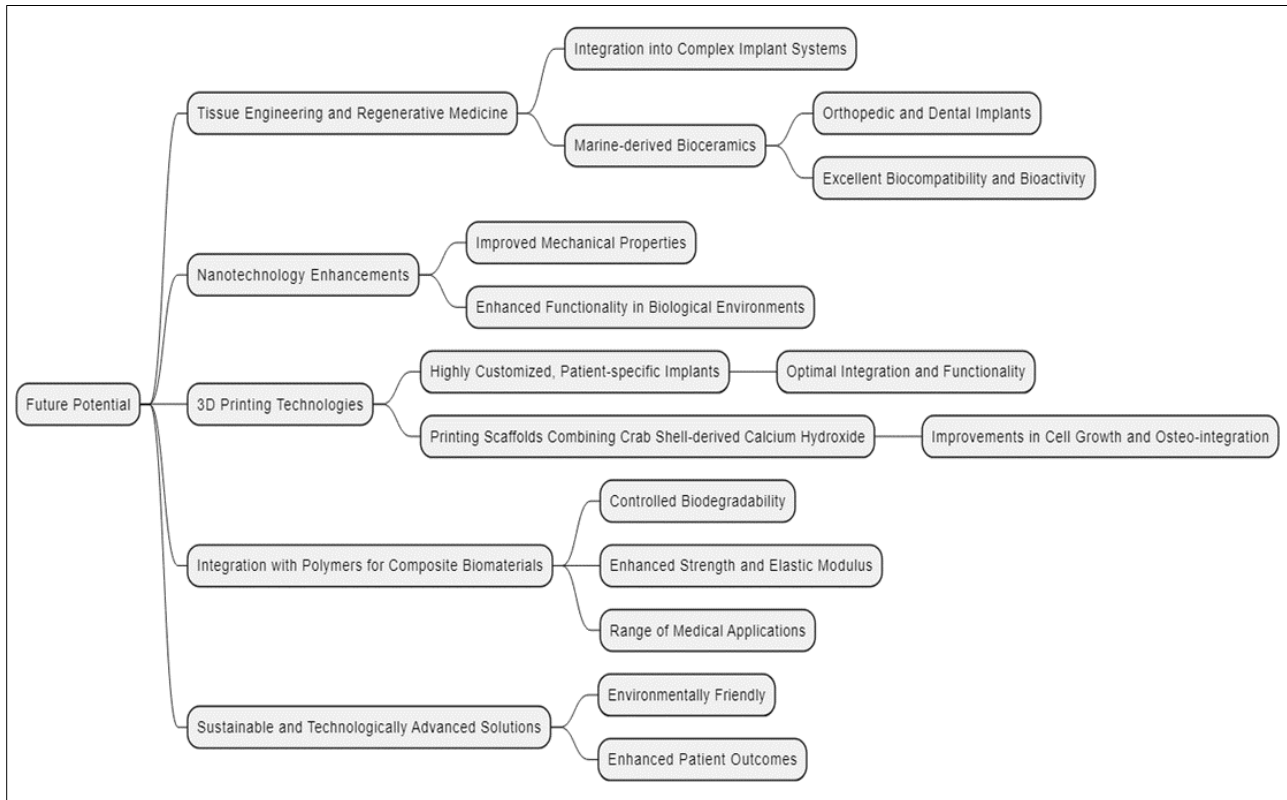 Future Potential
Tissue Engineering and Regenerative Medicine
Integration into Complex Implant Systems
Marine-derived Bioceramics
Orthopedic and Dental Implants
Excellent Biocompatibility and Bioactivity
Nanotechnology Enhancements
Improved Mechanical Properties
Enhanced Functionality in Biological Environments
3D Printing Technologies
Highly Customized, Patient-specific Implants
Optimal Integration and Functionality
Printing Scaffolds Combining Crab Shell-derived Calcium Hydroxide
Improvements in Cell Growth and Osteo-integration
Integration with Polymers for Composite Biomaterials
Controlled Biodegradability
Enhanced Strength and Elastic Modulus
Range of Medical Applications
Sustainable and Technologically Advanced Solutions
Environmentally Friendly
Enhanced Patient Outcomes